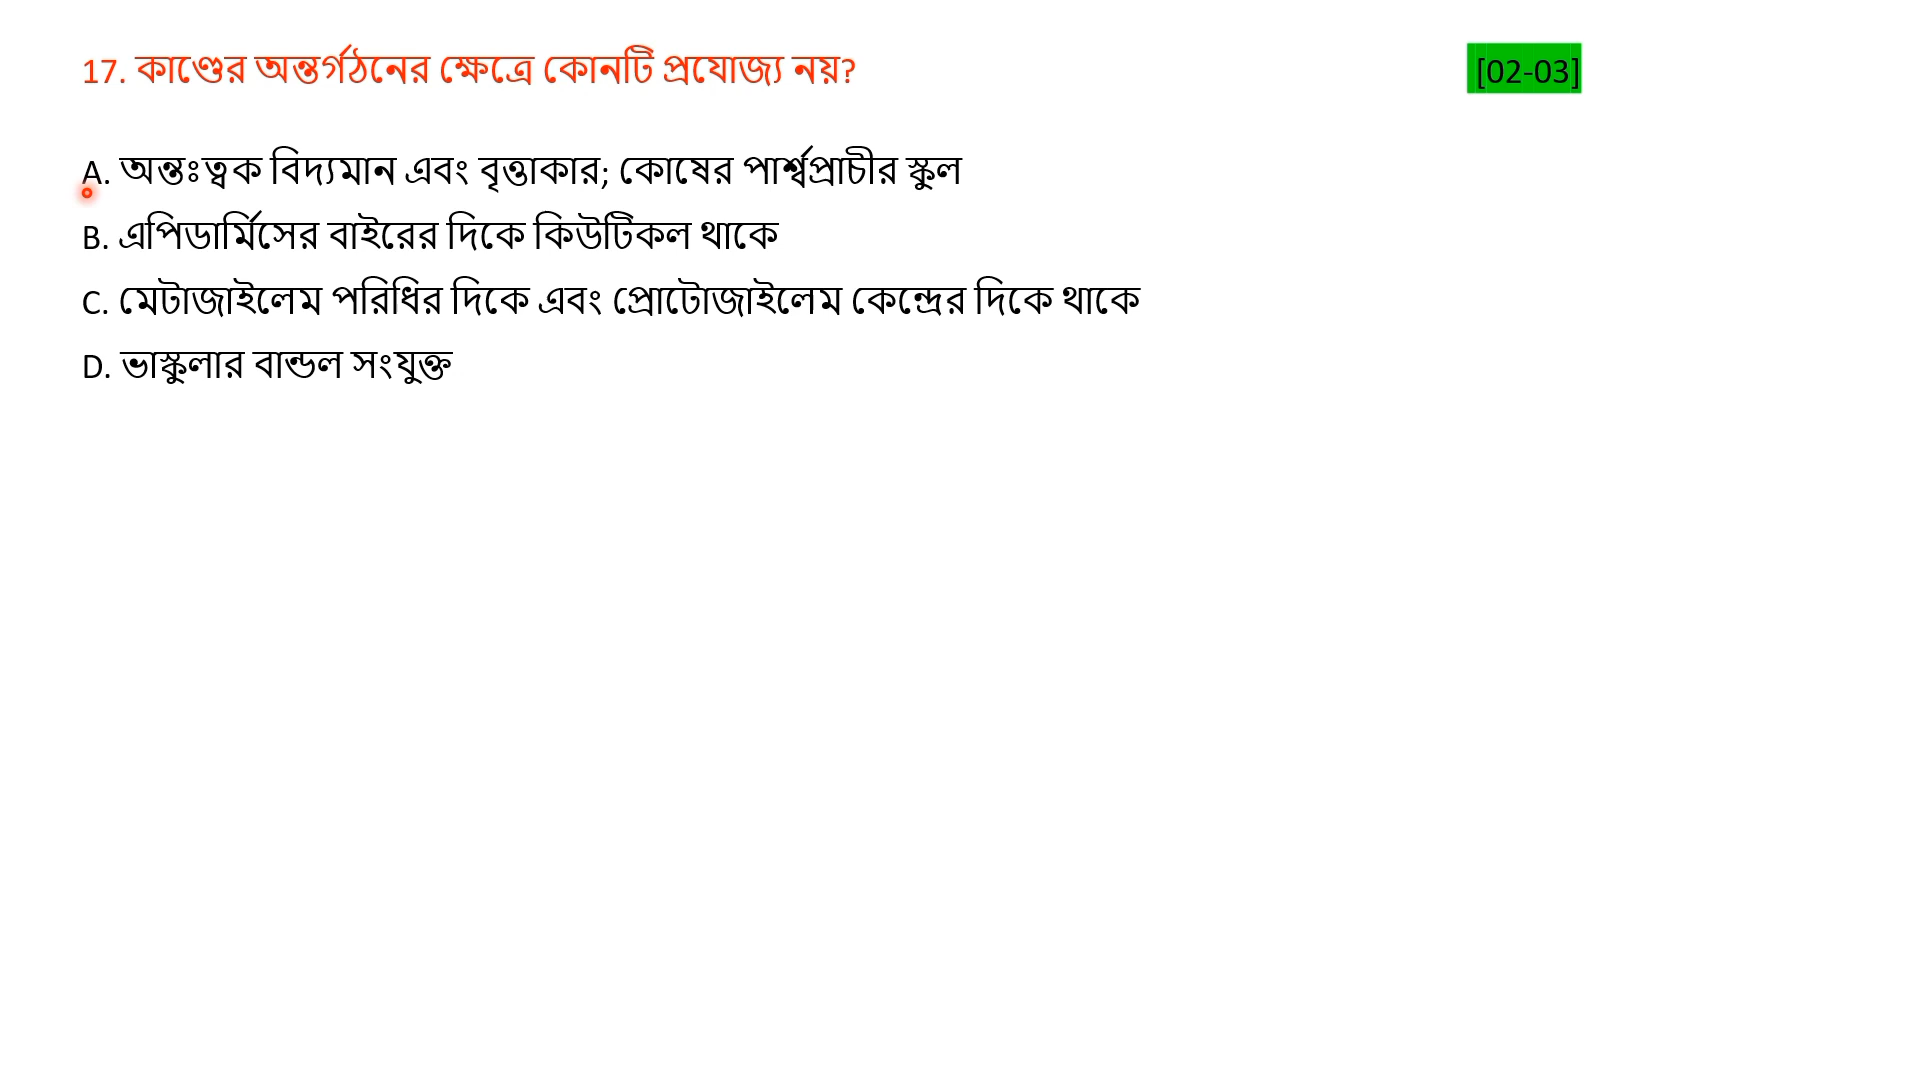 17. কাণ্ডের অন্তর্গঠনের ক্ষেত্রে কোনটি প্রযোজ্য নয়? [02-03]
A. অন্তঃত্বক বিদ্যমান এবং বৃত্তাকার; কোষের পার্শ্বপ্রাচীর স্কুল
B. এপিডার্মিসের বাইরের দিকে কিউটিকল থাকে
C. মেটাজাইলেম পরিধির দিকে এবং প্রোটোজাইলেম কেন্দ্রের দিকে থাকে
D. ভাস্কুলার বান্ডল সংযুক্ত